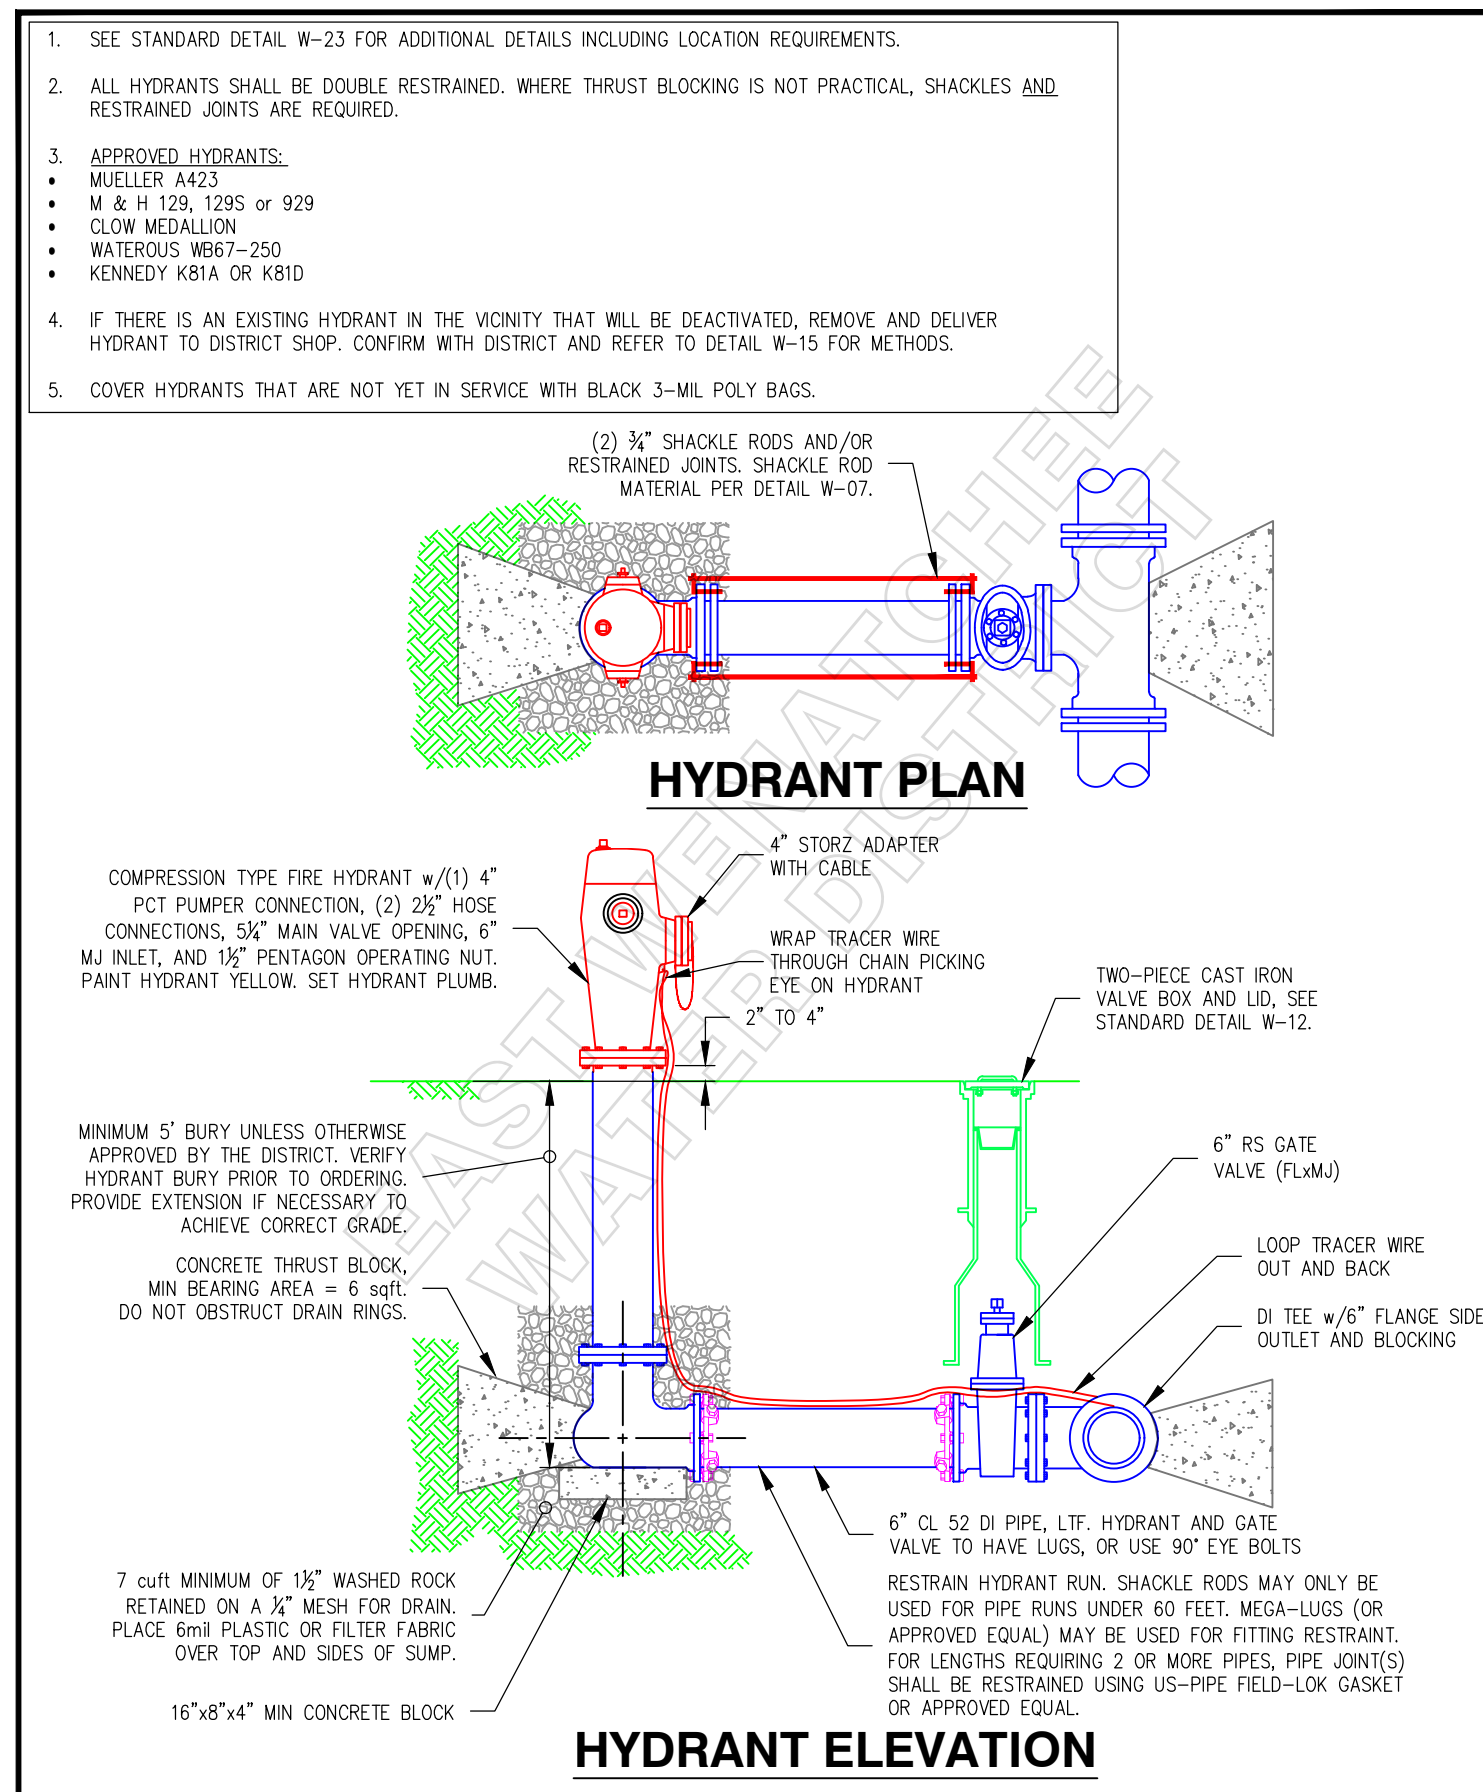 1. SEE STANDARD DETAIL W-23 FOR ADDITIONAL DETAILS INCLUDING LOCATION REQUIREMENTS.
2. ALL HYDRANTS SHALL BE DOUBLE RESTRAINED. WHERE THRUST BLOCKING IS NOT PRACTICAL, SHACKLES AND
RESTRAINED JOINTS ARE REQUIRED.
3. APPROVED HYDRANTS:
• MUELLER A423
• M & H 129, 129S or 929
• CLOW MEDALLION
• WATEROUS WB67-250
• KENNEDY K81A OR K81D
4. IF THERE IS AN EXISTING HYDRANT IN THE VICINITY THAT WILL BE DEACTIVATED, REMOVE AND DELIVER
HYDRANT TO DISTRICT SHOP. CONFIRM WITH DISTRICT AND REFER TO DETAIL W-15 FOR METHODS.
5. COVER HYDRANTS THAT ARE NOT YET IN SERVICE WITH BLACK 3-MIL POLY BAGS.
(2) ¾" SHACKLE RODS AND/OR
RESTRAINED JOINTS. SHACKLE ROD
MATERIAL PER DETAIL W-07.
HYDRANT PLAN
EAST WENATCHEE
WATER DISTRICT
4" STORZ ADAPTER
WITH CABLE
COMPRESSION TYPE FIRE HYDRANT w/(1) 4"
PCT PUMPER CONNECTION, (2) 2½" HOSE
CONNECTIONS, 5¼" MAIN VALVE OPENING, 6"
MJ INLET, AND 1½" PENTAGON OPERATING NUT.
PAINT HYDRANT YELLOW. SET HYDRANT PLUMB.
WRAP TRACER WIRE
THROUGH CHAIN PICKING
EYE ON HYDRANT
2" TO 4"
TWO-PIECE CAST IRON
VALVE BOX AND LID, SEE
STANDARD DETAIL W-12.
MINIMUM 5' BURY UNLESS OTHERWISE
APPROVED BY THE DISTRICT. VERIFY
HYDRANT BURY PRIOR TO ORDERING.
PROVIDE EXTENSION IF NECESSARY TO
ACHIEVE CORRECT GRADE.
6" RS GATE
VALVE (FLxMJ)
CONCRETE THRUST BLOCK,
MIN BEARING AREA = 6 sqft.
DO NOT OBSTRUCT DRAIN RINGS.
LOOP TRACER WIRE
OUT AND BACK
DI TEE w/6" FLANGE SIDE
OUTLET AND BLOCKING
6" CL 52 DI PIPE, LTF. HYDRANT AND GATE
VALVE TO HAVE LUGS, OR USE 90° EYE BOLTS
7 cuft MINIMUM OF 1½" WASHED ROCK
RETAINED ON A ¼" MESH FOR DRAIN.
PLACE 6mil PLASTIC OR FILTER FABRIC
OVER TOP AND SIDES OF SUMP.
RESTRAIN HYDRANT RUN. SHACKLE RODS MAY ONLY BE
USED FOR PIPE RUNS UNDER 60 FEET. MEGA-LUGS (OR
APPROVED EQUAL) MAY BE USED FOR FITTING RESTRAINT.
FOR LENGTHS REQUIRING 2 OR MORE PIPES, PIPE JOINT(S)
SHALL BE RESTRAINED USING US-PIPE FIELD-LOK GASKET
OR APPROVED EQUAL.
16"x8"x4" MIN CONCRETE BLOCK
HYDRANT ELEVATION